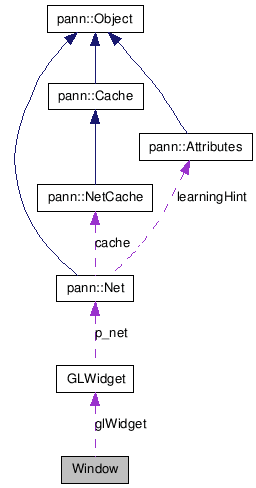 pann::Object
pann::Cache
pann::Attributes
pann::NetCache
learningHint
cache
pann::Net
p_net
GLWidget
glWidget
Window